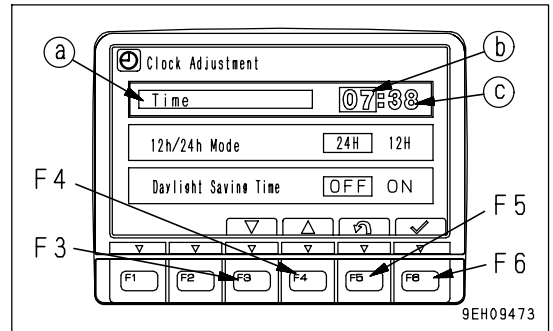 Clock Adjustment
a
b
Time 07:38
c
12h/24h Mode 24H 12H
F4
Daylight Saving Time OFF ON
F5
F3
F6
F1 F2 F3 F4 F5 F6
9EH09473